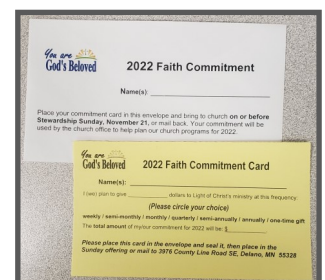 You are
God's Beloved
2022 Faith Commitment
Name(s):
Place your commitment card in this envelope and bring to church on or before
Stewardship Sunday, November 21, or mail back. Your commitment will be
used by the church office to help plan our church programs for 2022.
You are
God's Beloved
2022 Faith Commitment Card
Name(s):
I (we) plan to give dollars to Light of Christ's ministry at this frequency:
(Please circle your choice)
weekly / semi-monthly / monthly / quarterly / semi-annually / annually / one-time gift
The total amount of my/our commitment for 2022 will be: $
Please place this card in the envelope and seal it, then place in the
Sunday offering or mail to 3976 County Line Road SE, Delano, MN 55328